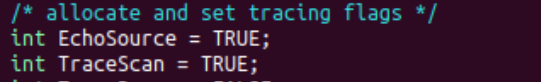 /* allocate and set tracing flags */
int EchoSource = TRUE;
int TraceScan = TRUE;